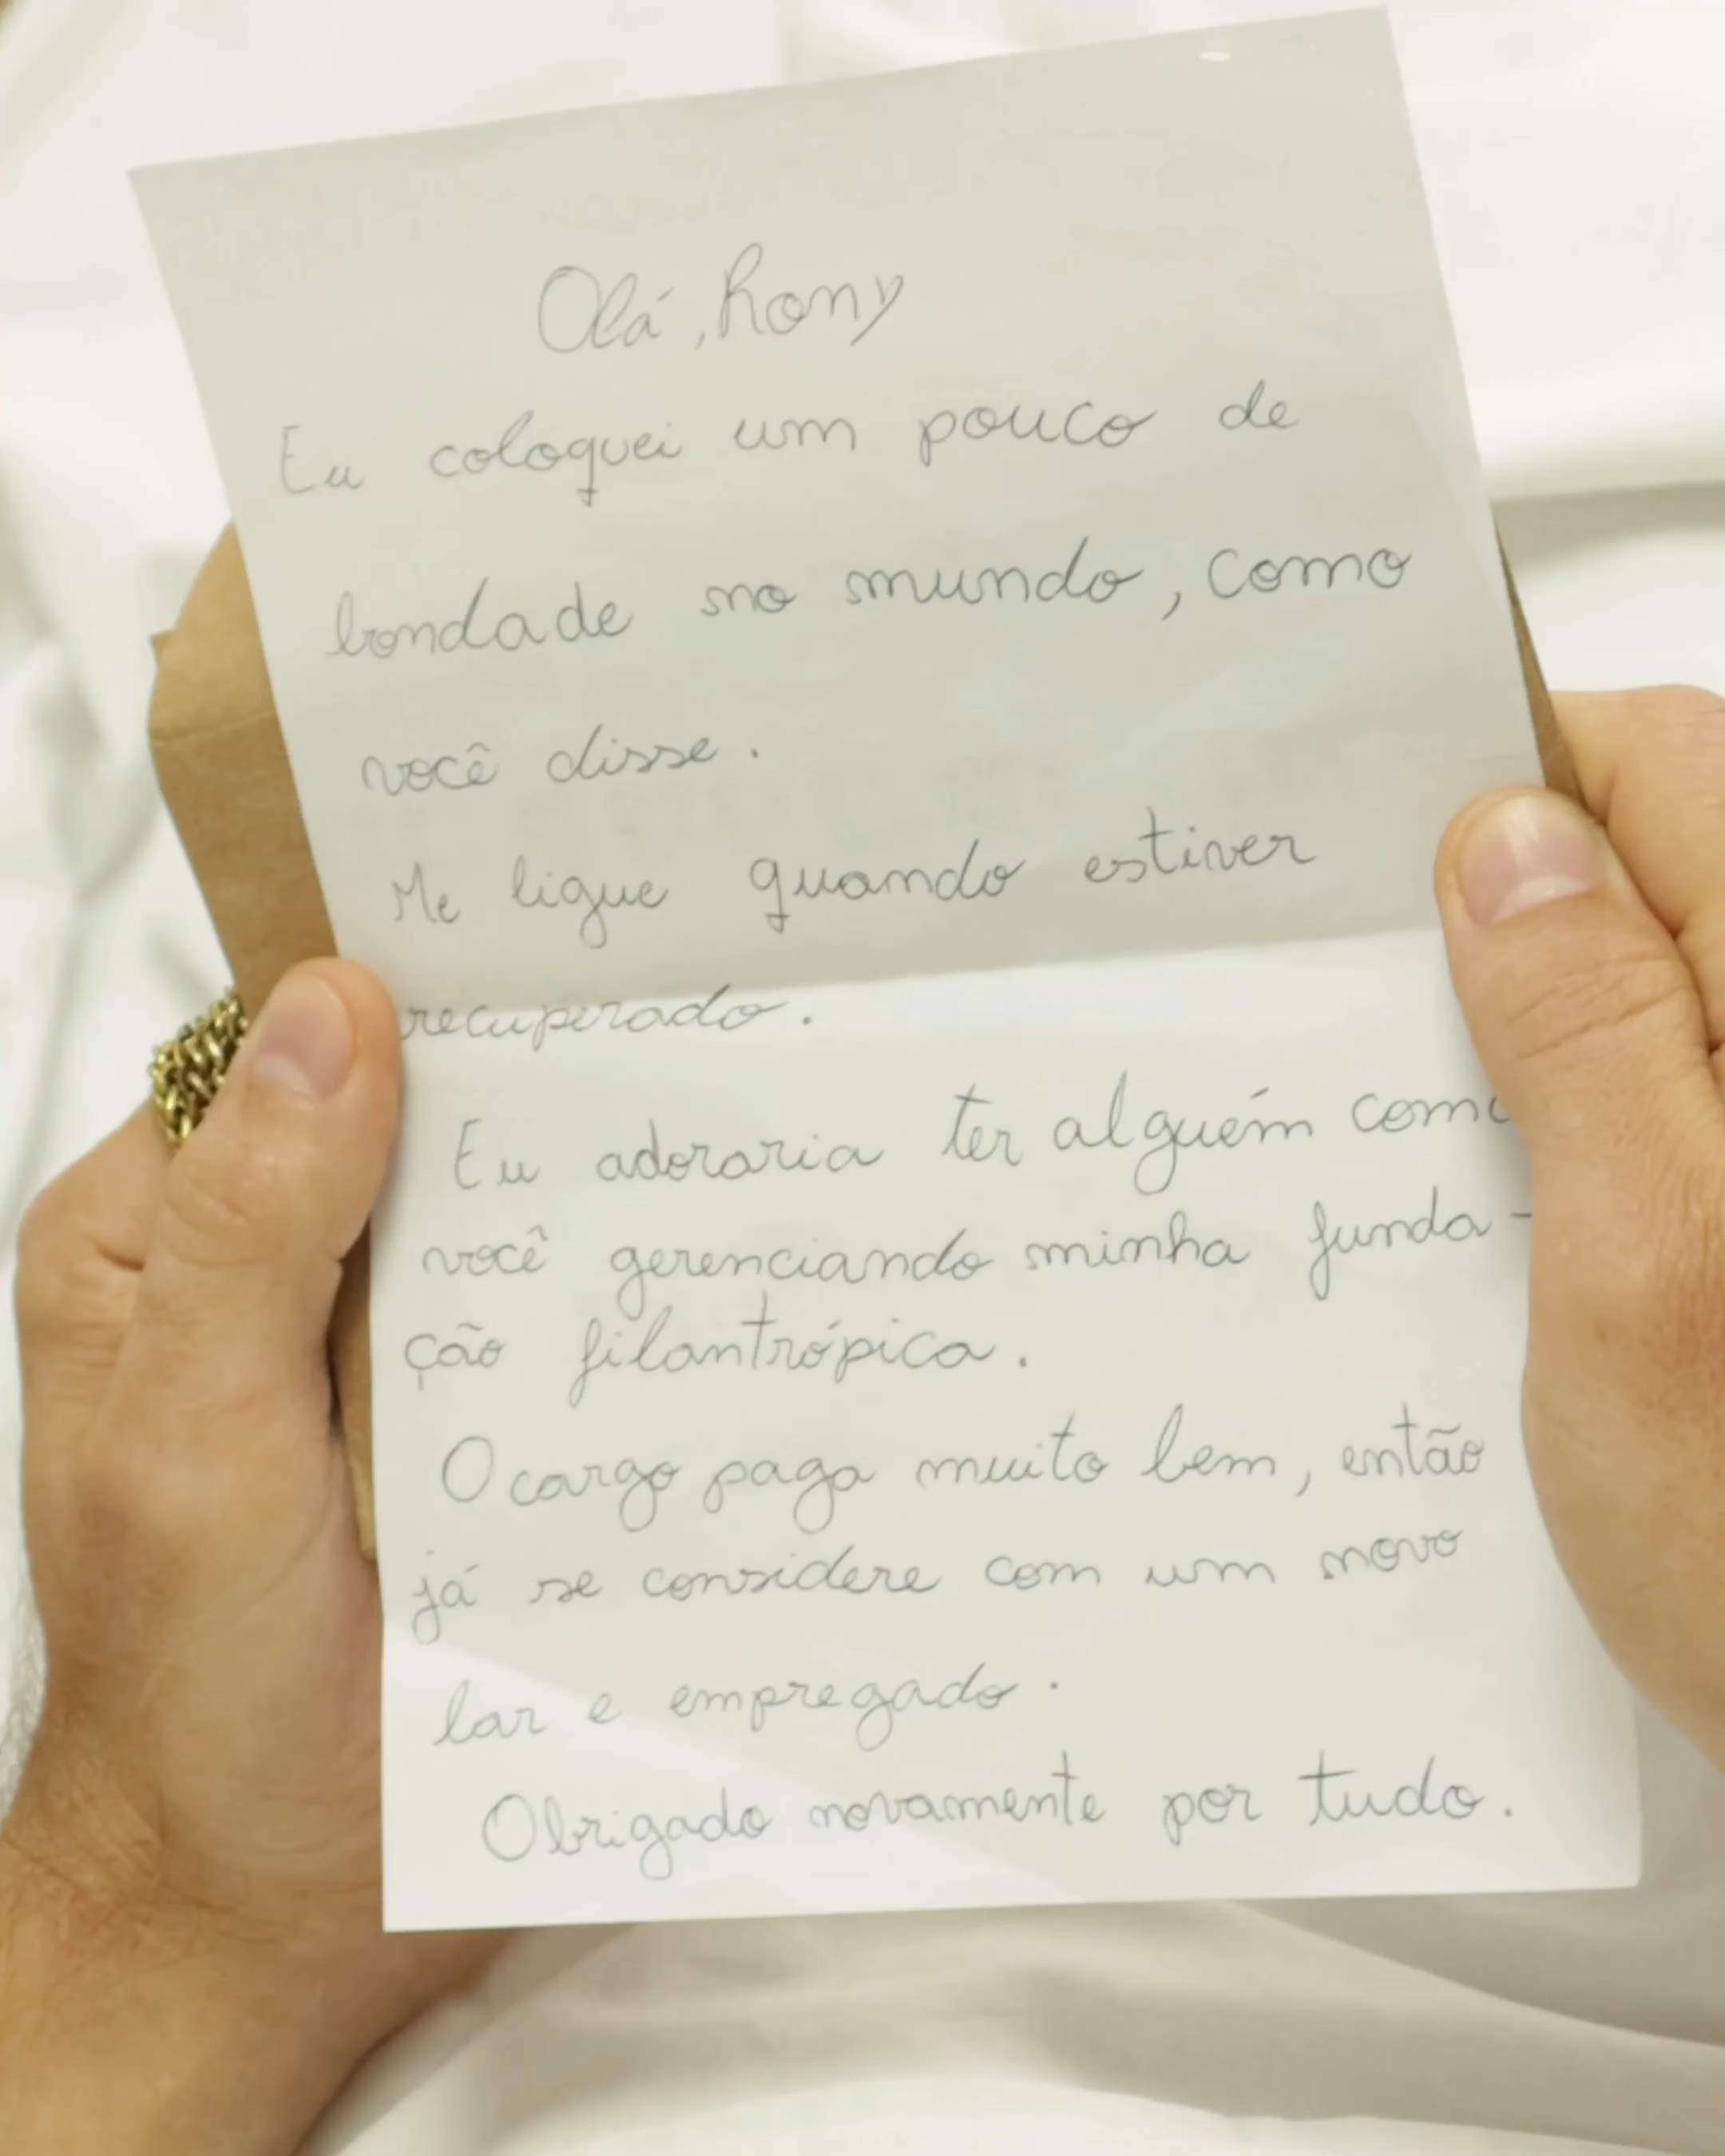 Olá, Rony
Eu coloquei um pouco de
bondade no mundo, como
você disse.
Me ligue quando estiver
recuperado.
Eu adoraria ter alguém como
você gerenciando minha funda-
ção filantrópica.
O cargo paga muito bem, então
já se considere com um novo
lar e empregado.
Obrigado novamente por tudo.